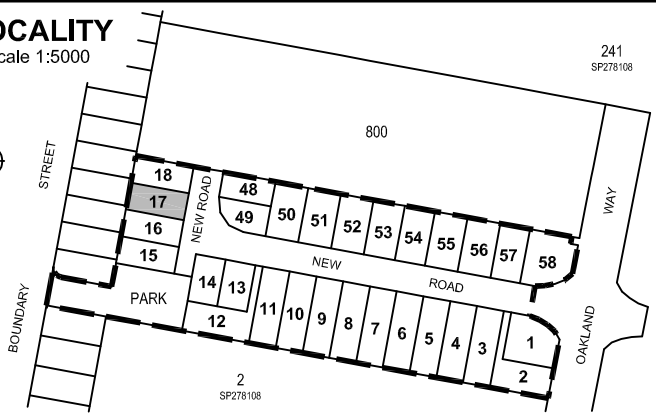 OCALITY
cale 1:5000
241
SP278108
800
STREET
WAY
18
48
17
NEW ROAD
49
50
51
52
53
54
55
56
57
58
16
15
NEW
ROAD
14
13
PARK
12
11
10
9
8
7
6
5
4
3
1
2
OAKLAND
BOUNDARY
2
SP278108